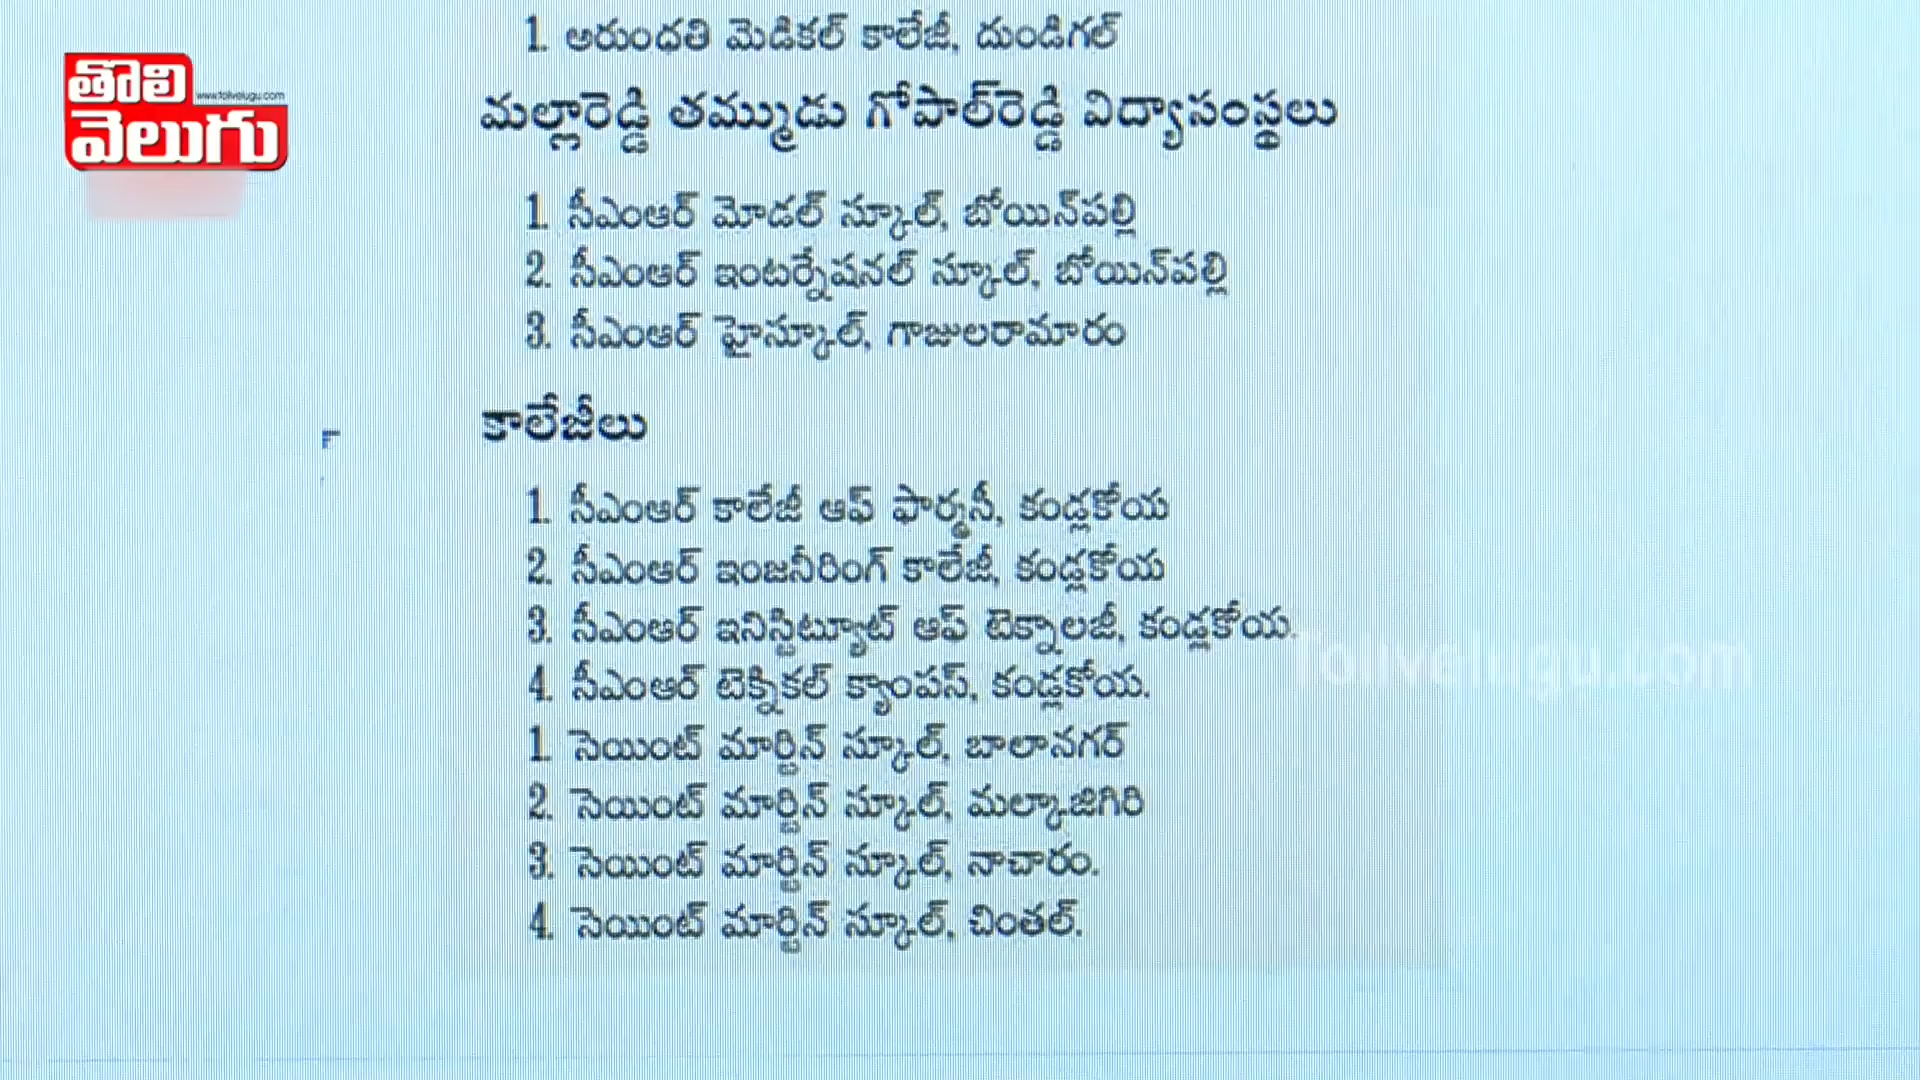 1. అరుంధతి మెడికల్ కాలేజీ, దుండిగల్
తొలి
www.tolivelugu.com
వెలుగు
మల్లారెడ్డి తమ్ముడు గోపాల్‌రెడ్డి విద్యాసంస్థలు
1. సీఎంఆర్ మోడల్ స్కూల్, బోయిన్‌పల్లి
2. సీఎంఆర్ ఇంటర్నేషనల్ స్కూల్, బోయిన్‌పల్లి
3. సీఎంఆర్ హైస్కూల్, గాజులరామారం
కాలేజీలు
1. సీఎంఆర్ కాలేజీ ఆఫ్ ఫార్మసీ, కండ్లకోయ
2. సీఎంఆర్ ఇంజనీరింగ్ కాలేజీ, కండ్లకోయ
3. సీఎంఆర్ ఇనిస్టిట్యూట్ ఆఫ్ టెక్నాలజీ, కండ్లకోయ.
Tolivelugu.com
4. సీఎంఆర్ టెక్నికల్ క్యాంపస్, కండ్లకోయ.
1. సెయింట్ మార్టిన్ స్కూల్, బాలానగర్
2. సెయింట్ మార్టిన్ స్కూల్, మల్కాజిగిరి
3. సెయింట్ మార్టిన్ స్కూల్, నాచారం.
4. సెయింట్ మార్టిన్ స్కూల్, చింతల్.